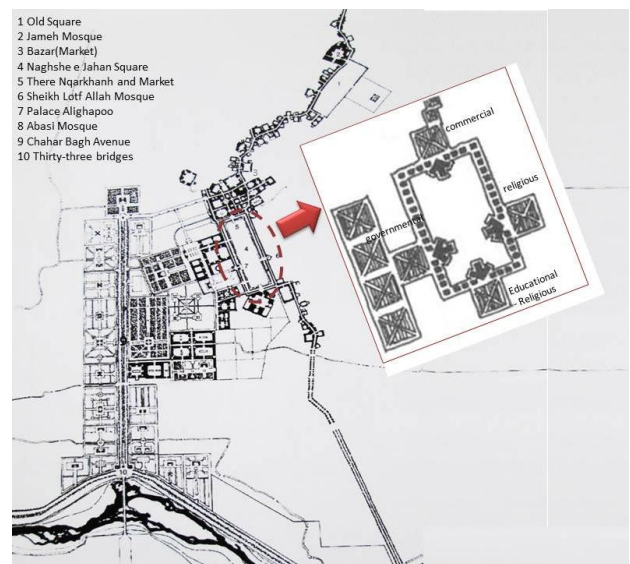 1 Old Square
2 Jameh Mosque
3 Bazar(Market)
4 Naghshe e Jahan Square
5 There Nqarkhanh and Market
6 Sheikh Lotf Allah Mosque
7 Palace Alighapoo
8 Abasi Mosque
9 Chahar Bagh Avenue
10 Thirty-three bridges
commercial
religious
governmental
Educational
- Religious
10